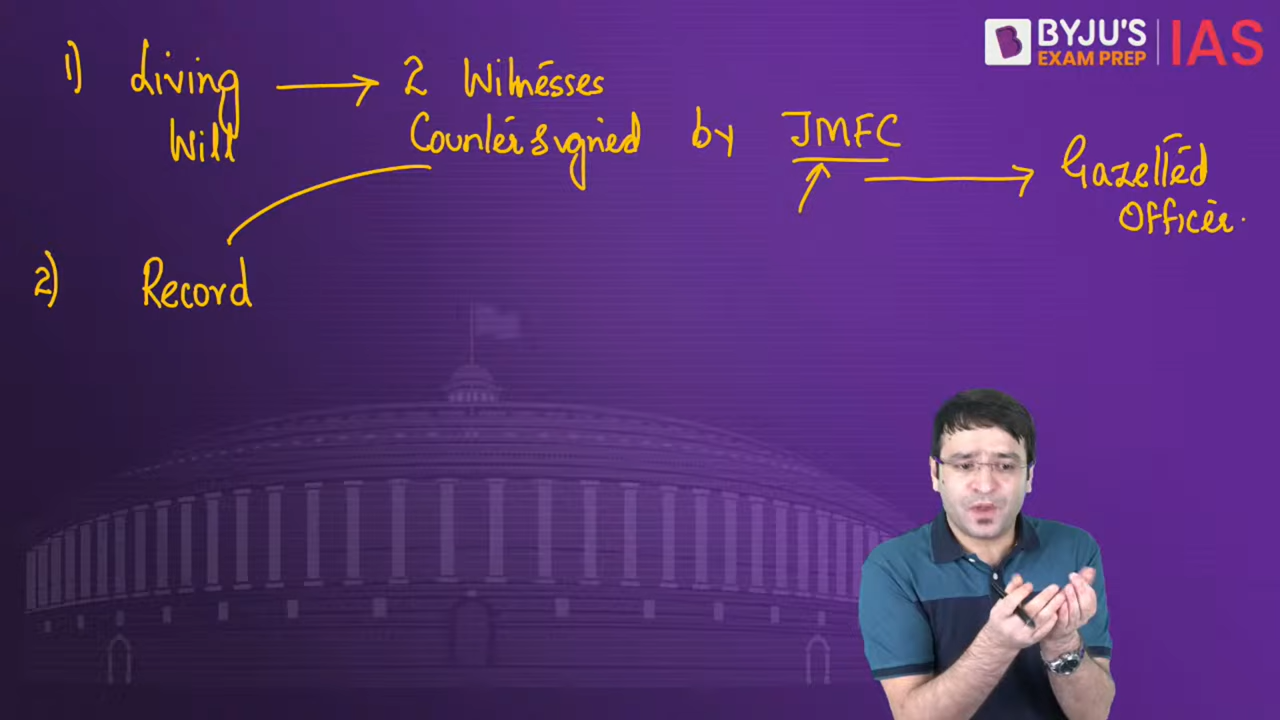 BYJU'S IAS
EXAM PREP
1) Living → 2 Witnesses
Will Countersigned by JMFC → Gazetted
Officer.
2) Record